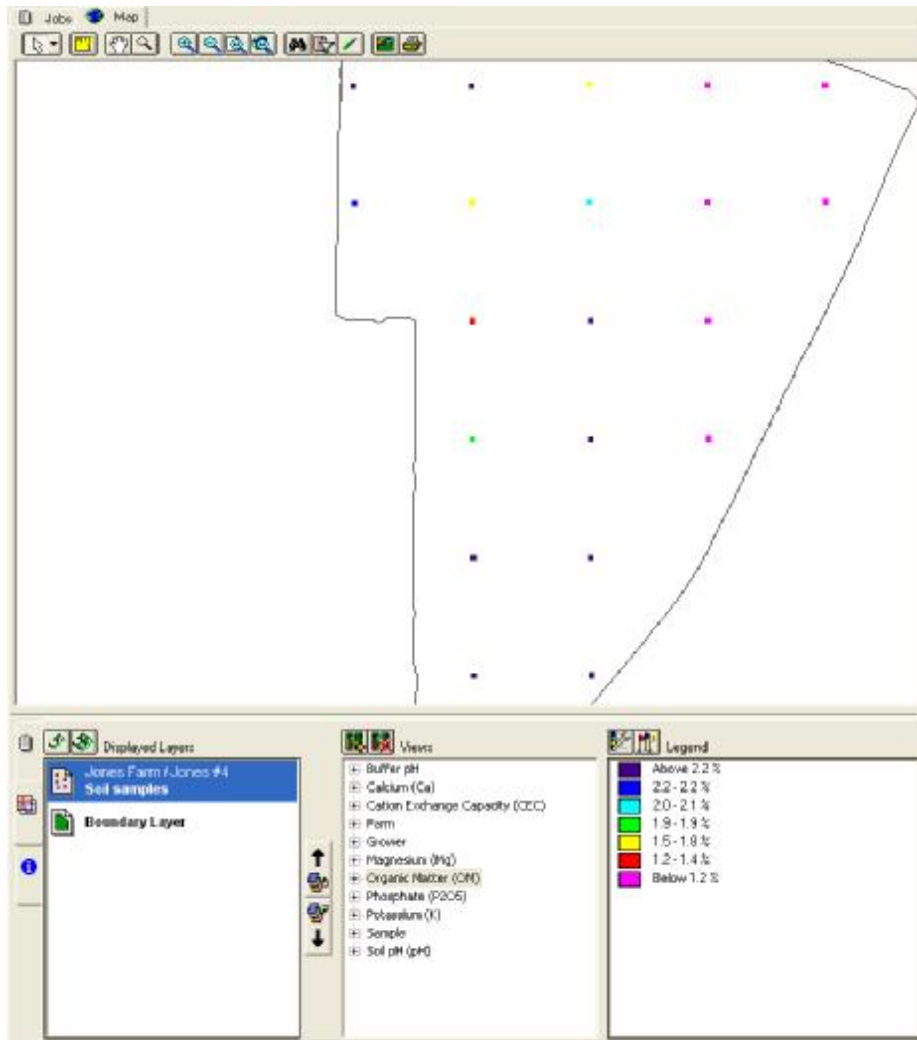 Jobs Map
Displayed Layers
Jones Farm / Jones #4
Soil samples
Boundary Layer
Views
Buffer pH
Calcium (Ca)
Cation Exchange Capacity (CEC)
Farm
Grower
Magnesium (Mg)
Organic Matter (OM)
Phosphate (P2O5)
Potassium (K)
Sample
Soil pH (pH)
Legend
Above 2.2 %
2.2 - 2.2 %
2.0 - 2.1 %
1.9 - 1.9 %
1.5 - 1.8 %
1.2 - 1.4 %
Below 1.2 %